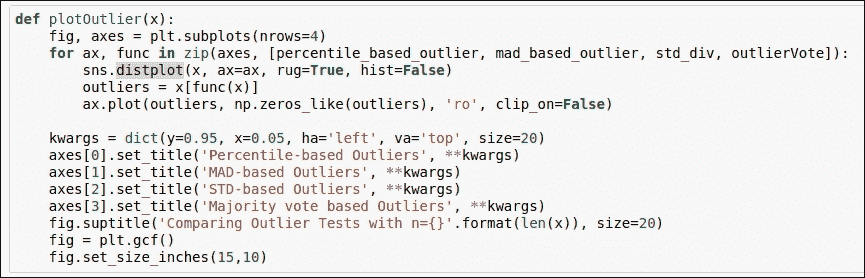 def plotOutlier(x):
    fig, axes = plt.subplots(nrows=4)
    for ax, func in zip(axes, [percentile_based_outlier, mad_based_outlier, std_div, outlierVote]):
        sns.distplot(x, ax=ax, rug=True, hist=False)
        outliers = x[func(x)]
        ax.plot(outliers, np.zeros_like(outliers), 'ro', clip_on=False)

    kwargs = dict(y=0.95, x=0.05, ha='left', va='top', size=20)
    axes[0].set_title('Percentile-based Outliers', **kwargs)
    axes[1].set_title('MAD-based Outliers', **kwargs)
    axes[2].set_title('STD-based Outliers', **kwargs)
    axes[3].set_title('Majority vote based Outliers', **kwargs)
    fig.suptitle('Comparing Outlier Tests with n={}'.format(len(x)), size=20)
    fig = plt.gcf()
    fig.set_size_inches(15,10)